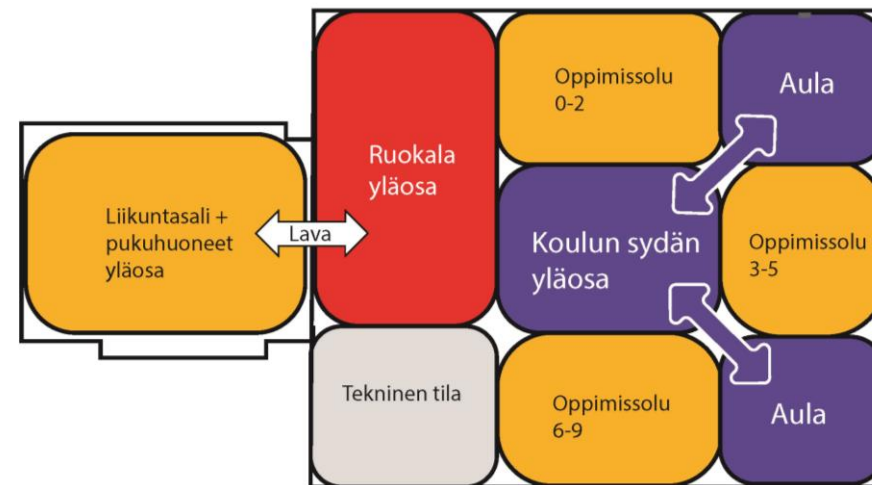 Oppimissolu
0-2
Aula
Ruokala
yläosa
Liikuntasali +
pukuhuoneet
yläosa
Lava
Koulun sydän
yläosa
Oppimissolu
3-5
Tekninen tila
Oppimissolu
6-9
Aula